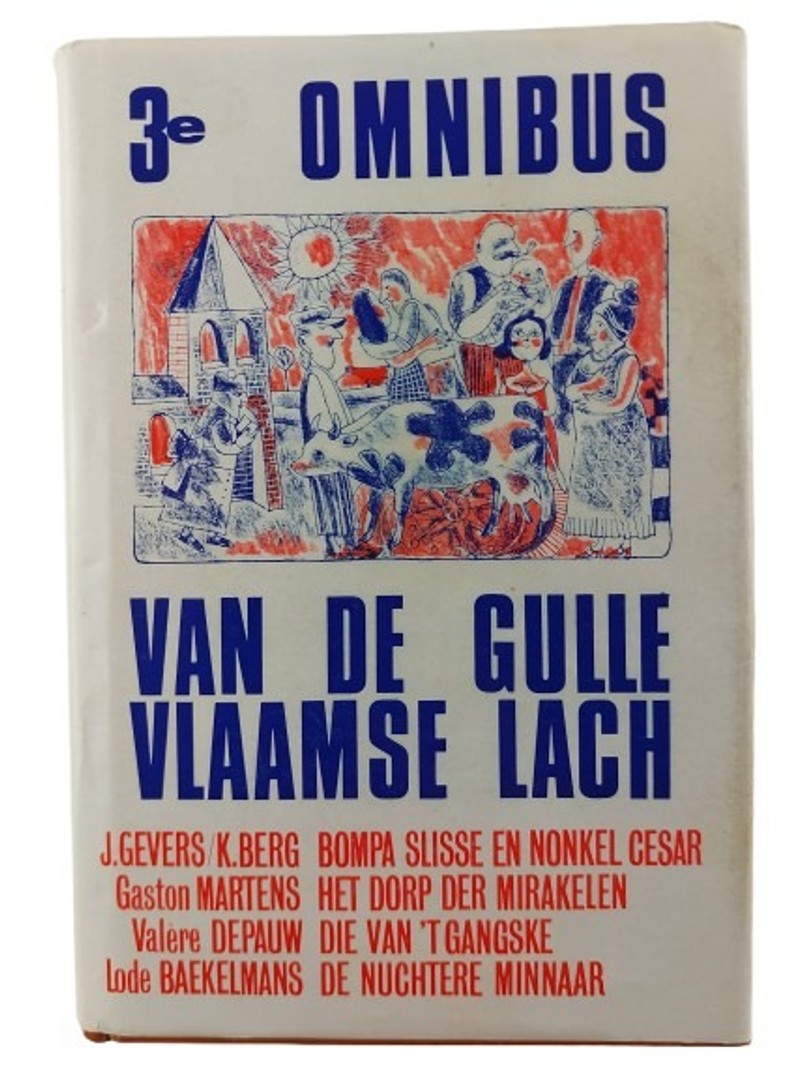 3e OMNIBUS
VAN DE GULLE
VLAAMSE LACH
J.GEVERS/K.BERG BOMPA SLISSE EN NONKEL CESAR
Gaston MARTENS HET DORP DER MIRAKELEN
Valère DEPAUW DIE VAN 'T GANGSKE
Lode BAEKELMANS DE NUCHTERE MINNAAR